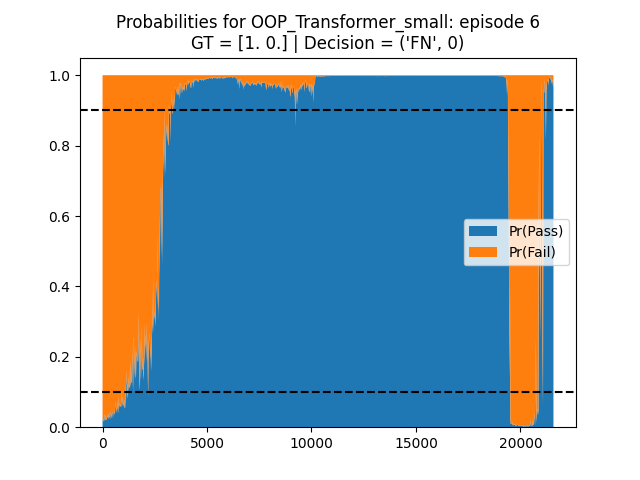 Probabilities for OOP_Transformer_small: episode 6
GT = [1. 0.] | Decision = ('FN', 0)
1.0
0.8
0.6
0.4
0.2
0.0
Pr(Pass)
Pr(Fail)
0 5000 10000 15000 20000